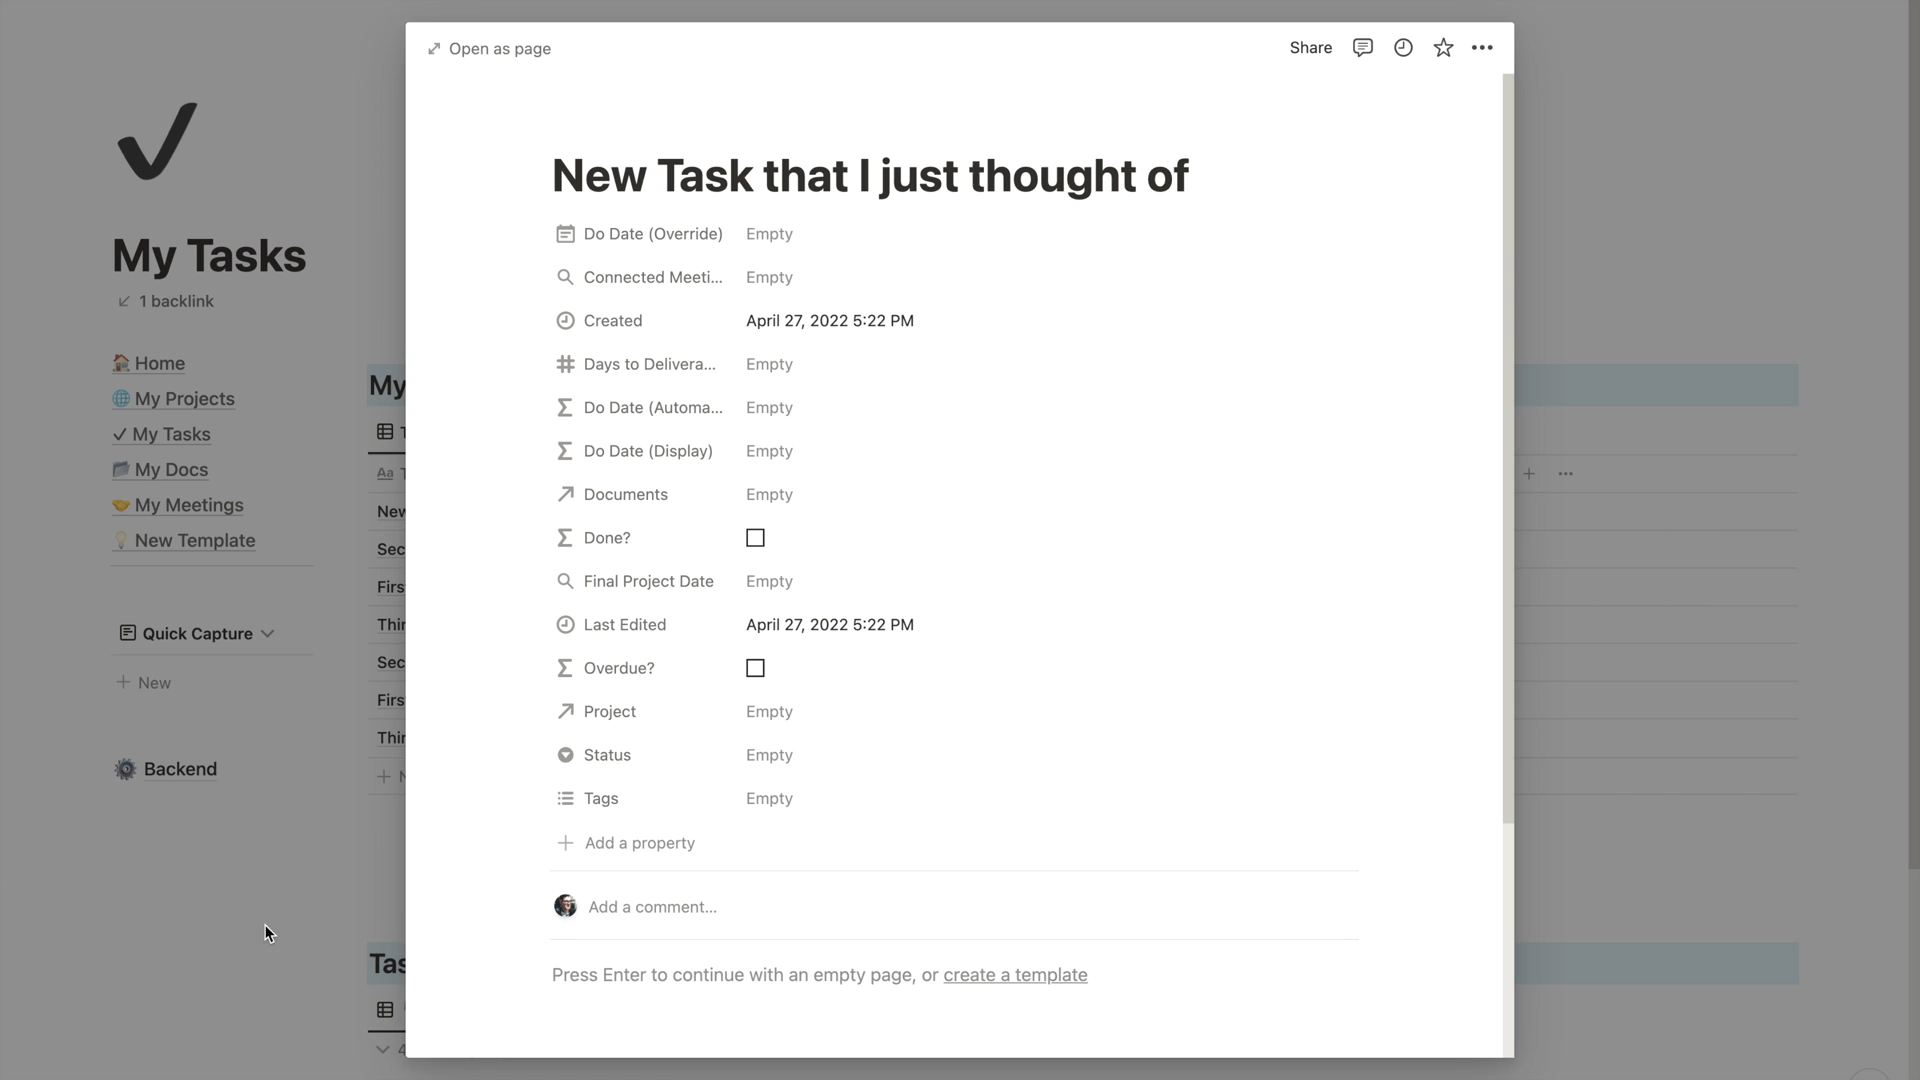 Open as page
Share
New Task that I just thought of
Do Date (Override) Empty
Connected Meeti... Empty
Created April 27, 2022 5:22 PM
Days to Delivera... Empty
Do Date (Automa... Empty
Do Date (Display) Empty
Documents Empty
Done?
Final Project Date Empty
Last Edited April 27, 2022 5:22 PM
Overdue?
Project Empty
Status Empty
Tags Empty
Add a property
Add a comment...
Press Enter to continue with an empty page, or create a template
My Tasks
1 backlink
Home
My Projects
My Tasks
My Docs
My Meetings
New Template
Quick Capture
New
Backend
My
Aa
New
Sec
Firs
Thir
Sec
Firs
Thir
Tas
4